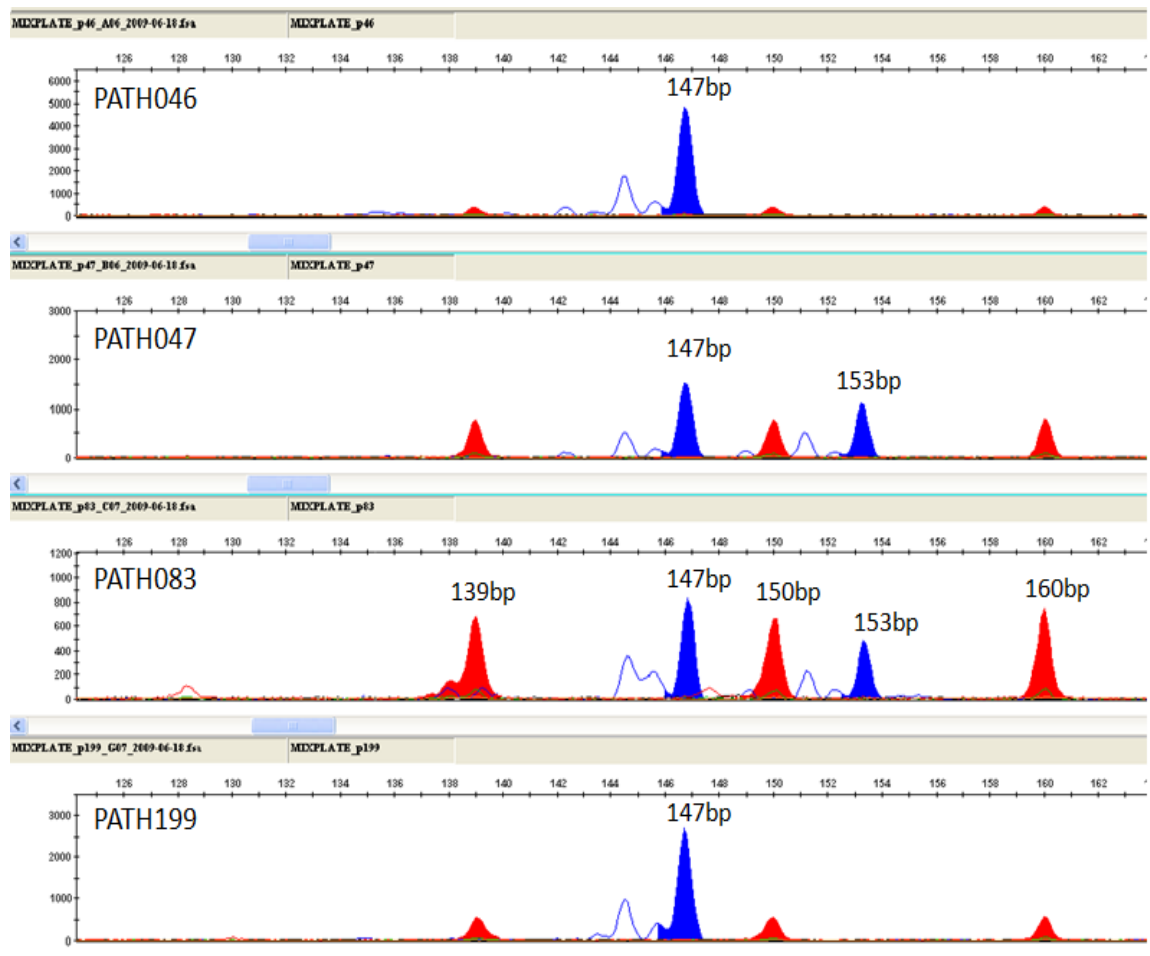 MIXPLATE_p46_A06_2009-06-18.fsa MIXPLATE_p46
126 128 130 132 134 136 138 140 142 144 146 148 150 152 154 156 158 160 162
6000
5000
4000
3000
2000
1000
0
PATH046
147bp
MIXPLATE_p47_B06_2009-06-18.fsa MIXPLATE_p47
126 128 130 132 134 136 138 140 142 144 146 148 150 152 154 156 158 160 162
3000
2000
1000
0
PATH047
147bp
153bp
MIXPLATE_p83_C07_2009-06-18.fsa MIXPLATE_p83
126 128 130 132 134 136 138 140 142 144 146 148 150 152 154 156 158 160 162
1200
1000
800
600
400
200
0
PATH083
139bp
147bp
150bp
153bp
160bp
MIXPLATE_p199_G07_2009-06-18.fsa MIXPLATE_p199
126 128 130 132 134 136 138 140 142 144 146 148 150 152 154 156 158 160 162
3000
2000
1000
0
PATH199
147bp